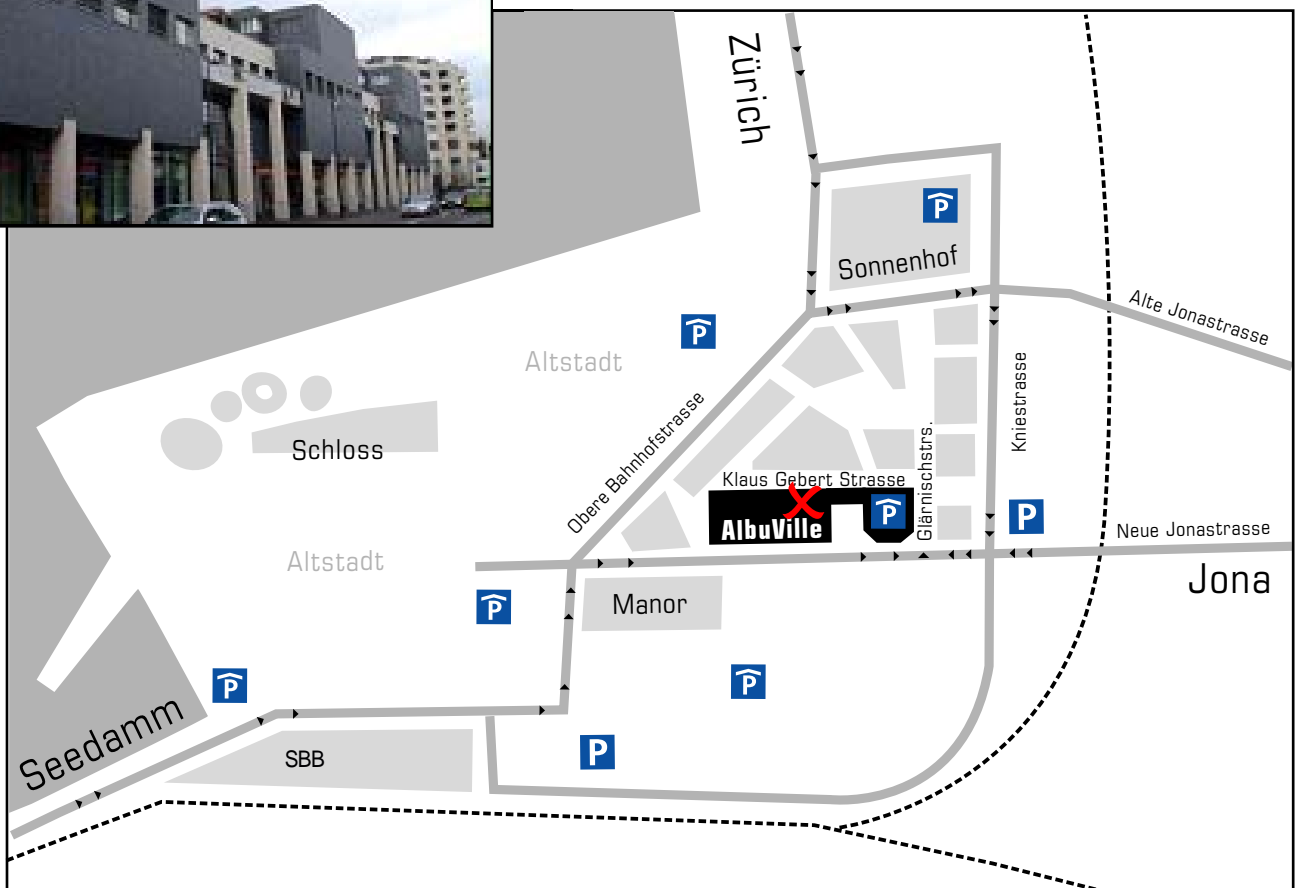 Zürich
P
Sonnenhof
Alte Jonastrasse
P
Altstadt
Kniestrasse
Obere Bahnhofstrasse
Schloss
Glärnischstrs.
Klaus Gebert Strasse
P
P
AlbuVille
Neue Jonastrasse
Altstadt
Jona
P
Manor
P
P
Seedamm
SBB
P